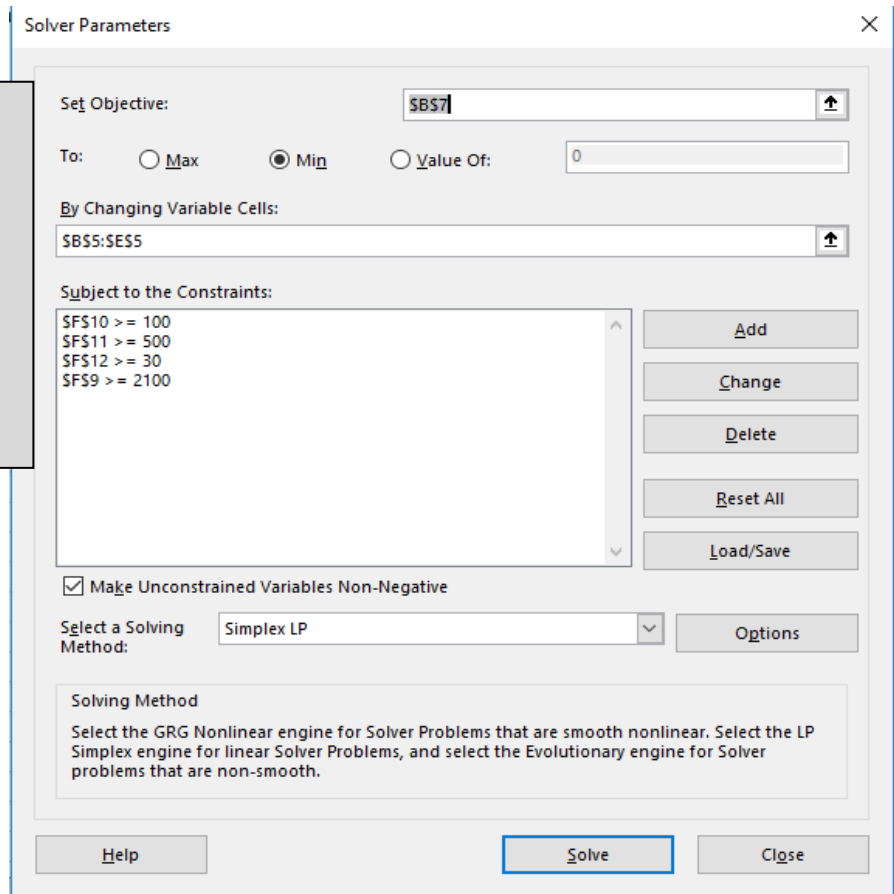 Solver Parameters
Set Objective:
$B$7
To:
Max
Min
Value Of:
0
By Changing Variable Cells:
$B$5:$E$5
Subject to the Constraints:
$F$10 >= 100
$F$11 >= 500
$F$12 >= 30
$F$9 >= 2100
Add
Change
Delete
Reset All
Load/Save
Make Unconstrained Variables Non-Negative
Select a Solving
Method:
Simplex LP
Options
Solving Method
Select the GRG Nonlinear engine for Solver Problems that are smooth nonlinear. Select the LP
Simplex engine for linear Solver Problems, and select the Evolutionary engine for Solver
problems that are non-smooth.
Help
Solve
Close